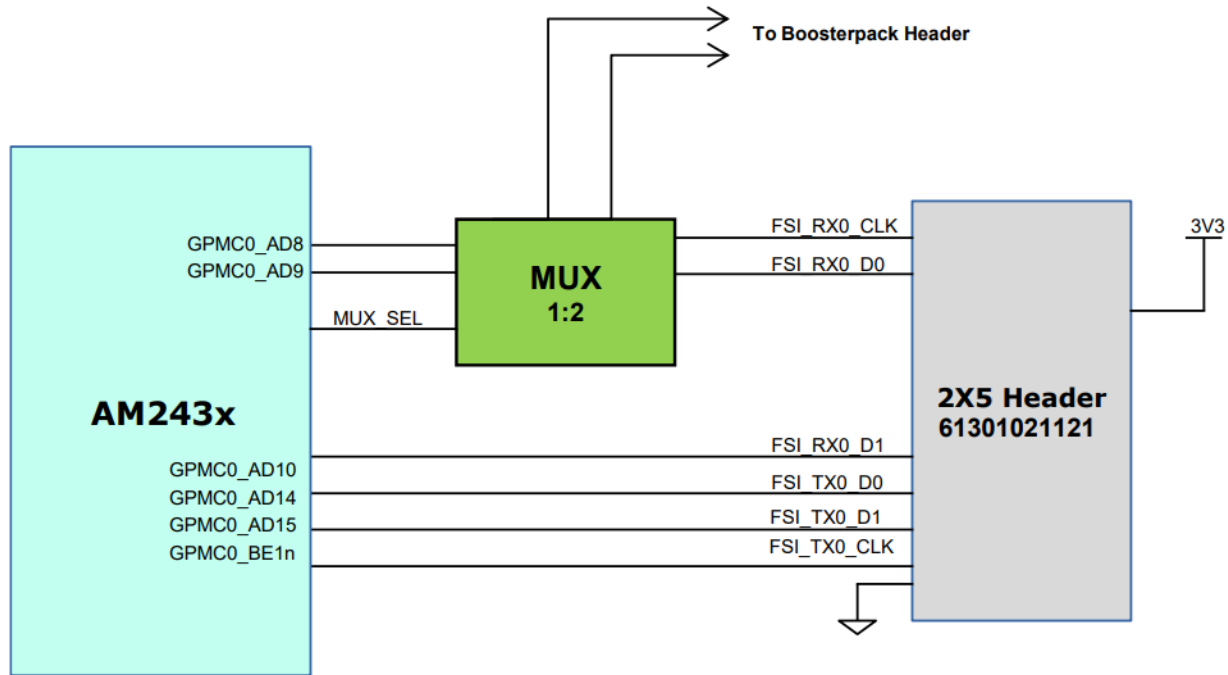 To Boosterpack Header
GPMC0_AD8
GPMC0_AD9
MUX_SEL
MUX
1:2
FSI_RX0_CLK
FSI_RX0_D0
3V3
AM243x
2X5 Header
61301021121
GPMC0_AD10
GPMC0_AD14
GPMC0_AD15
GPMC0_BE1n
FSI_RX0_D1
FSI_TX0_D0
FSI_TX0_D1
FSI_TX0_CLK